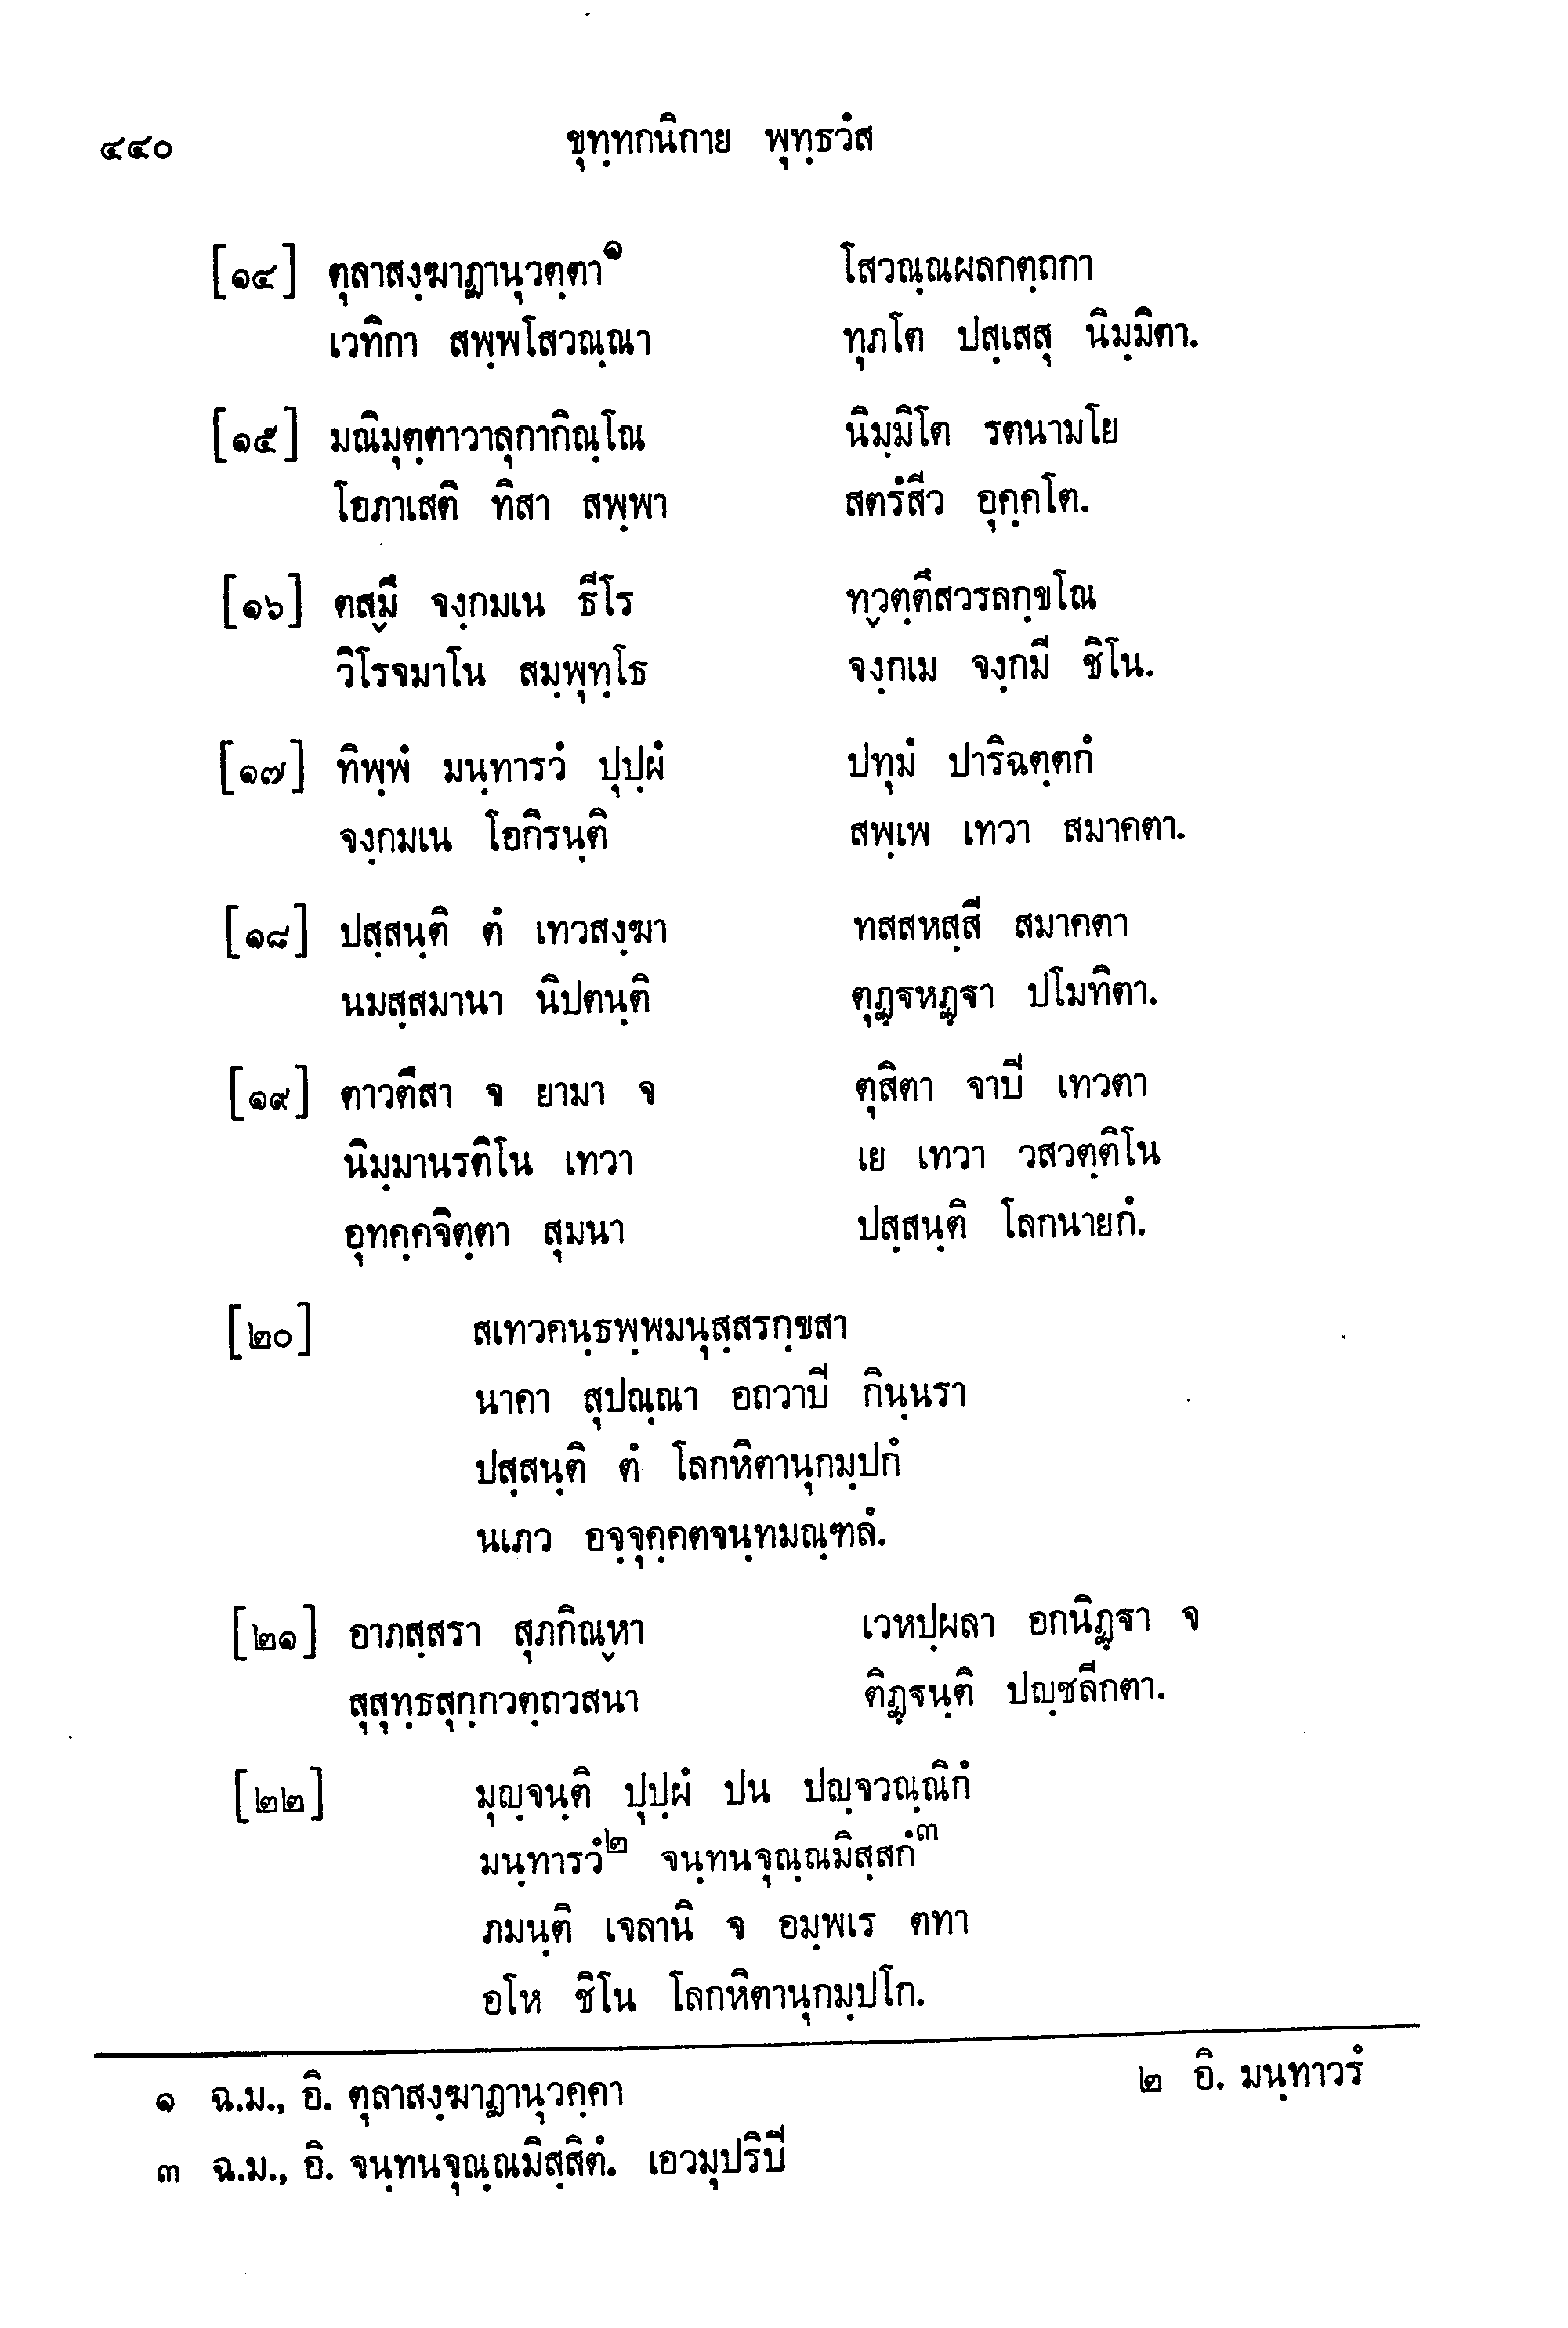 ๔๔๐ ขุทฺทกนิกาย พุทฺธวํส
[๑๔] ตุลาสงฺฆาฏานุวตฺตา๑ โสวณฺณผลกตฺถกา
เวทิกา สพฺพโสวณฺณา ทุภโต ปสฺเสสุ นิมฺมิตา.
[๑๕] มณิมุตฺตาวาลุกากิณฺโณ นิมฺมิโต รตนามโย
โอภาเสติ ทิสา สพฺพา สตรํสีว อุคฺคโต.
[๑๖] ตสฺมึ จงฺกมเน ธีโร ทฺวตฺตึสวรลกฺขโณ
วิโรจมาโน สมฺพุทฺโธ จงฺกเม จงฺกมี ชิโน.
[๑๗] ทิพฺพํ มนฺทารวํ ปุปฺผํ ปทุมํ ปาริฉตฺตกํ
จงฺกมเน โอกิรนฺติ สพฺเพ เทวา สมาคตา.
[๑๘] ปสฺสนฺติ ตํ เทวสงฺฆา ทสสหสฺสี สมาคตา
นมสฺสมานา นิปตนฺติ ตุฏฺฐหฏฺฐา ปโมทิตา.
[๑๙] ตาวตึสา จ ยามา จ ตุสิตา จาปิ เทวตา
นิมฺมานรติโน เทวา เย เทวา วสวตฺติโน
อุทคฺคจิตฺตา สุมนา ปสฺสนฺติ โลกนายกํ.
[๒๐] สเทวคนฺธพฺพมนุสฺสรกฺขสา
นาคา สุปณฺณา อถวาปิ กินฺนรา
ปสฺสนฺติ ตํ โลกหิตานุกมฺปกํ
นเภว อจฺจุคฺคตจนฺทมณฺฑลํ.
[๒๑] อาภสฺสรา สุภกิณฺหา เวหปฺผลา อกนิฏฺฐา จ
สุสุทฺธสุกฺกวตฺถวสนา ติฏฺฐนฺติ ปญฺชลีกตา.
[๒๒] มุญฺจนฺติ ปุปฺผํ ปน ปญฺจวณฺณิกํ
มนฺทารวํ๒ จนฺทนจุณฺณมิสฺสกํ๓
ภมนฺติ เจลานิ จ อมฺพเร ตทา
อโห ชิโน โลกหิตานุกมฺปโก.
๑ ฉ.ม., อิ. ตุลาสงฺฆาฏานุวคฺคา ๒ อิ. มนฺทาวรํ
๓ ฉ.ม., อิ. จนฺทนจุณฺณมิสฺสิตํ. เอวมุปริปิ